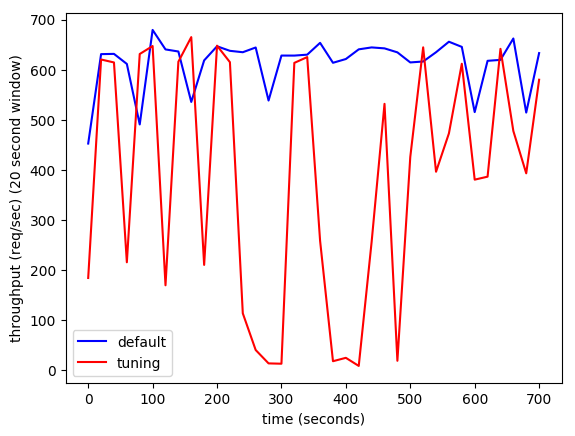 throughput (req/sec) (20 second window)
700
600
500
400
300
200
100
0
default
tuning
0 100 200 300 400 500 600 700
time (seconds)